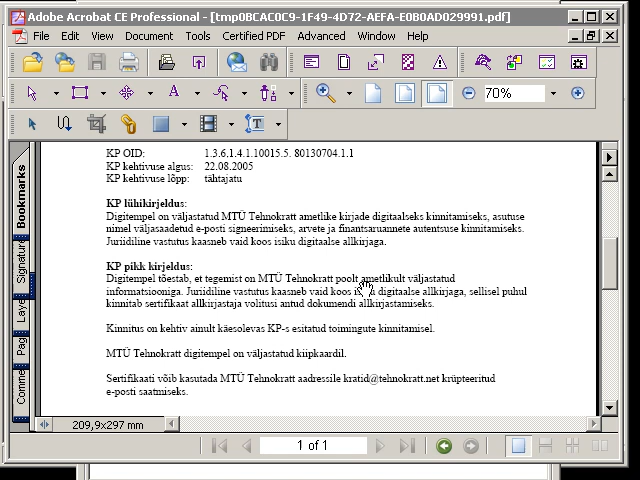 Adobe Acrobat CE Professional - [tmp0BCAC0C9-1F49-4D72-AEFA-E0B0AD029991.pdf]
File Edit View Document Tools Certified PDF Advanced Window Help
70%
Bookmarks
Signature
Laye
Pag
Comme
KP OID: 1.3.6.1.4.1.10015.5. 80130704.1.1
KP kehtivuse algus: 22.08.2005
KP kehtivuse lõpp: tähtajatu
KP lühikirjeldus:
Digitempel on väljastatud MTÜ Tehnokratt ametlike kirjade digitaalseks kinnitamiseks, asutuse
nimel väljasaadetud e-posti signeerimiseks, arvete ja finantsaruannete autentsuse kinnitamiseks.
Juriidiline vastutus kaasneb vaid koos isiku digitaalse allkirjaga.
KP pikk kirjeldus:
Digitempel tõestab, et tegemist on MTÜ Tehnokratt poolt ametlikult väljastatud
informatsiooniga. Juriidiline vastutus kaasneb vaid koos digitaalse allkirjaga, sellisel puhul
kinnitab sertifikaat allkirjastaja volitusi antud dokumendi allkirjastamiseks.
Kinnitus on kehtiv ainult käesolevas KP-s esitatud toimingute kinnitamisel.
MTÜ Tehnokratt digitempel on väljastatud kiipkaardil.
Sertifikaati võib kasutada MTÜ Tehnokratt aadressile kratid@tehnokratt.net krüpteeritud
e-posti saatmiseks.
209,9x297 mm
1 of 1